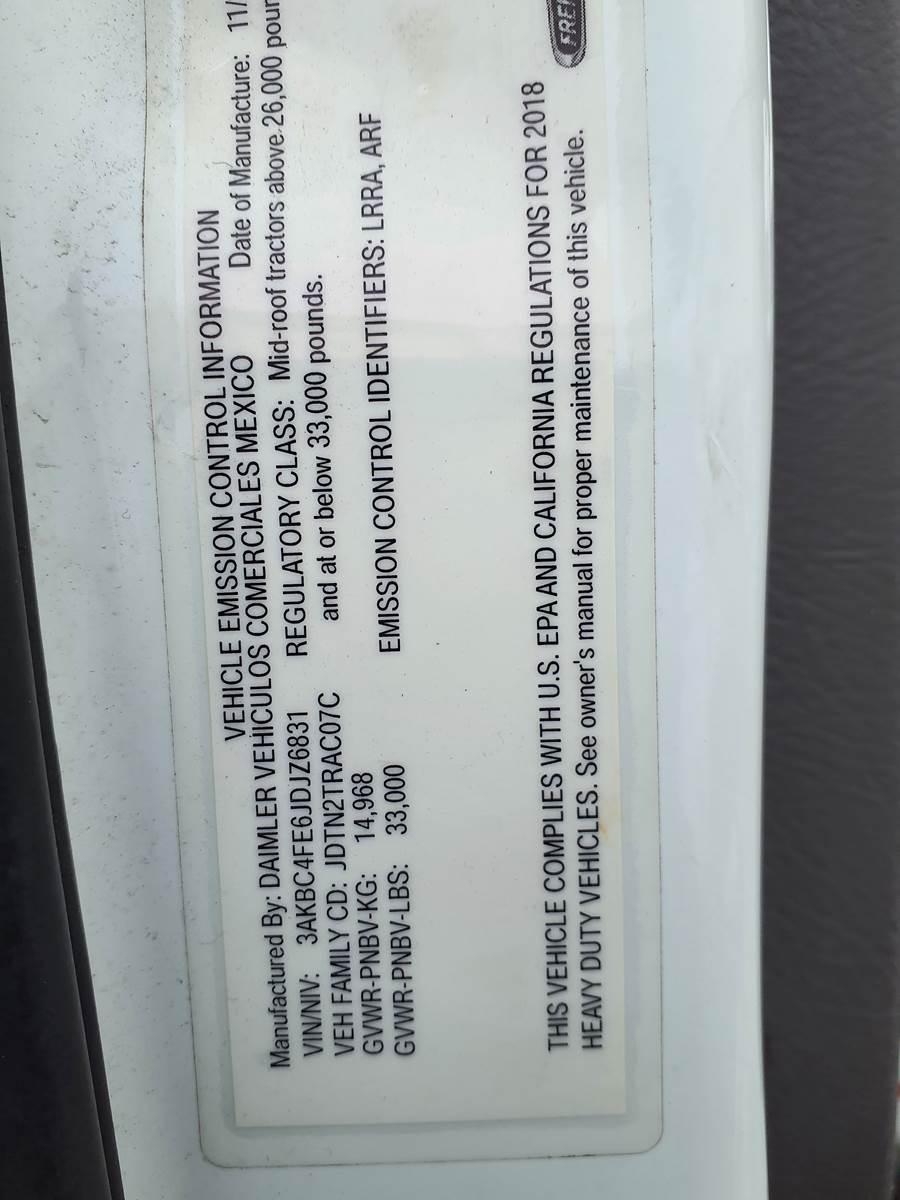 VEHICLE EMISSION CONTROL INFORMATION
Manufactured By: DAIMLER VEHICULOS COMERCIALES MEXICO Date of Manufacture: 11/
VIN/NIV: 3AKBC4FE6JDJZ6831 REGULATORY CLASS: Mid-roof tractors above 26,000
VEH FAMILY CD: JDTN2TRAC07C and at or below 33,000 pounds.
GVWR-PNBV-KG: 14,968
GVWR-PNBV-LBS: 33,000 EMISSION CONTROL IDENTIFIERS: LRRA, ARF
THIS VEHICLE COMPLIES WITH U.S. EPA AND CALIFORNIA REGULATIONS FOR 2018
HEAVY DUTY VEHICLES. See owner's manual for proper maintenance of this vehicle.